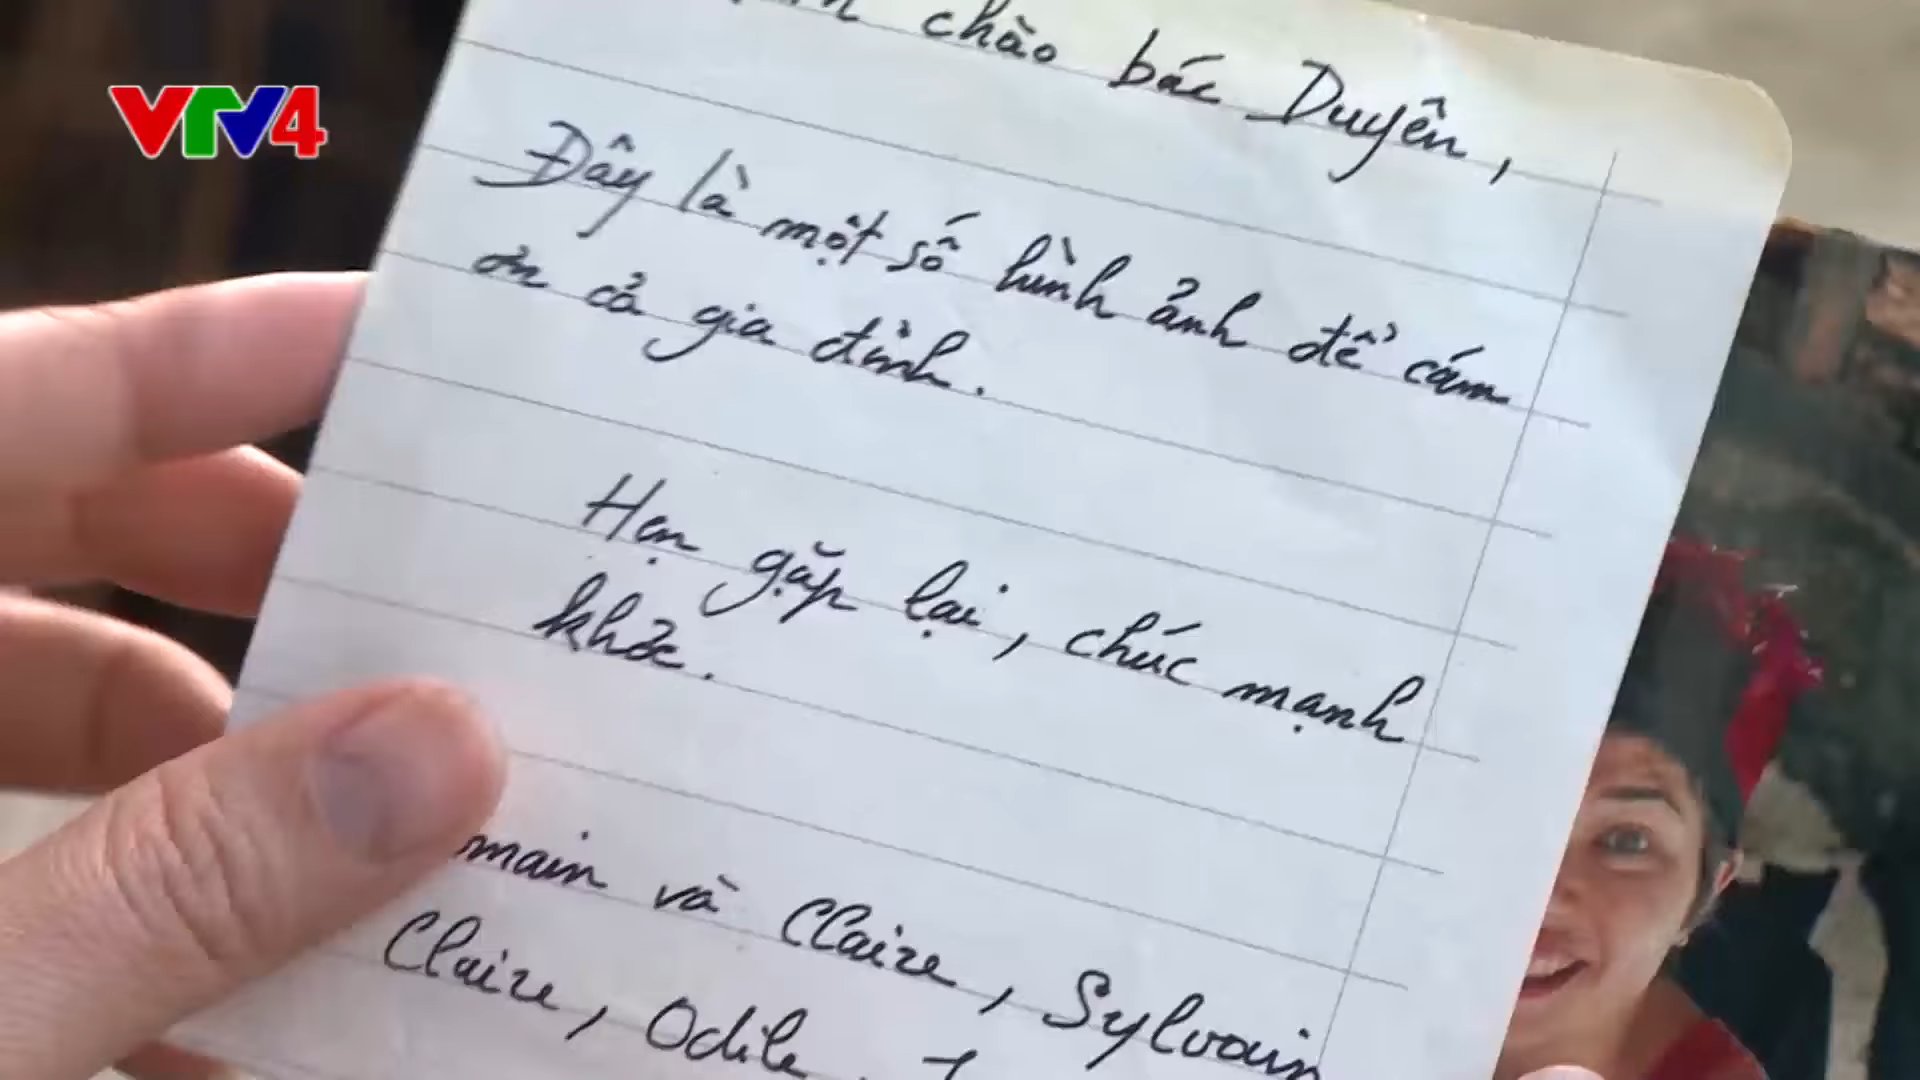 VTV4
chào bác Duyên,
Đây là một số hình ảnh để cám
ơn cả gia đình.
Hẹn gặp lại, chúc mạnh
khỏe.
main và Claire, Sylvain
Claire, Odile,